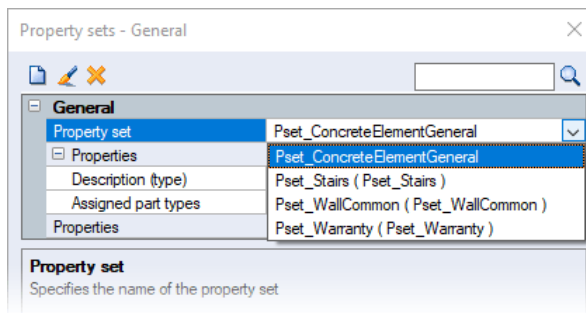 Property sets - General
General
Property set Pset_ConcreteElementGeneral
Properties Pset_ConcreteElementGeneral
Description (type) Pset_Stairs ( Pset_Stairs )
Assigned part types Pset_WallCommon ( Pset_WallCommon )
Properties Pset_Warranty ( Pset_Warranty )
Property set
Specifies the name of the property set